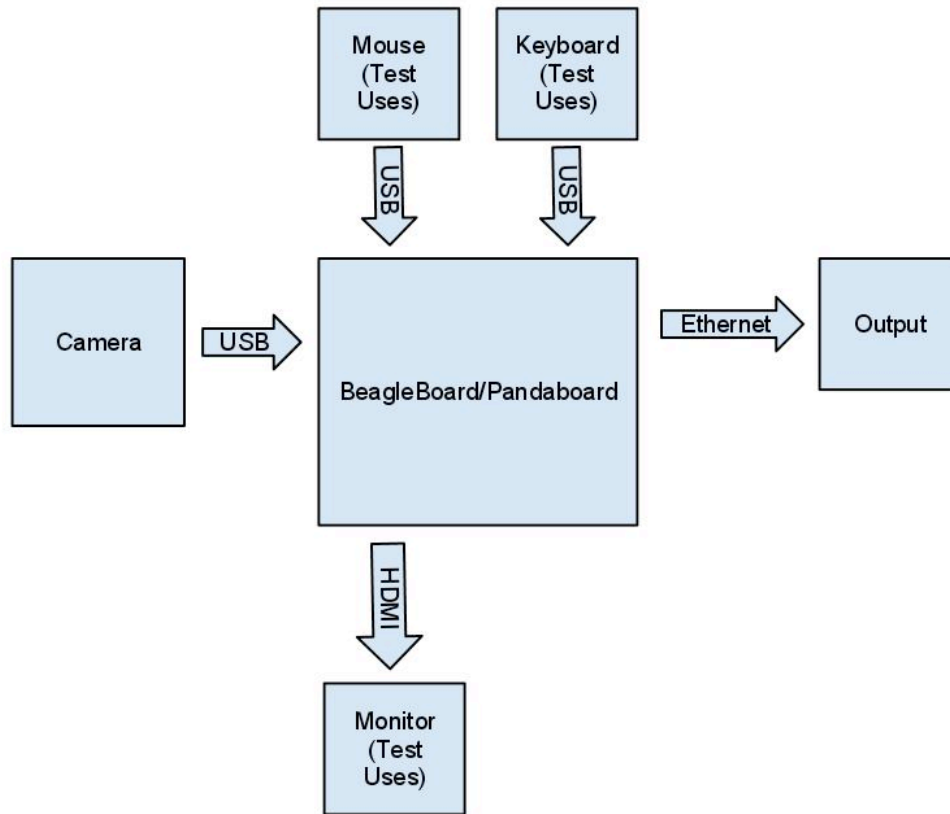 Mouse
(Test
Uses)
Keyboard
(Test
Uses)
USB
USB
Camera
USB
BeagleBoard/Pandaboard
Ethernet
Output
HDMI
Monitor
(Test
Uses)